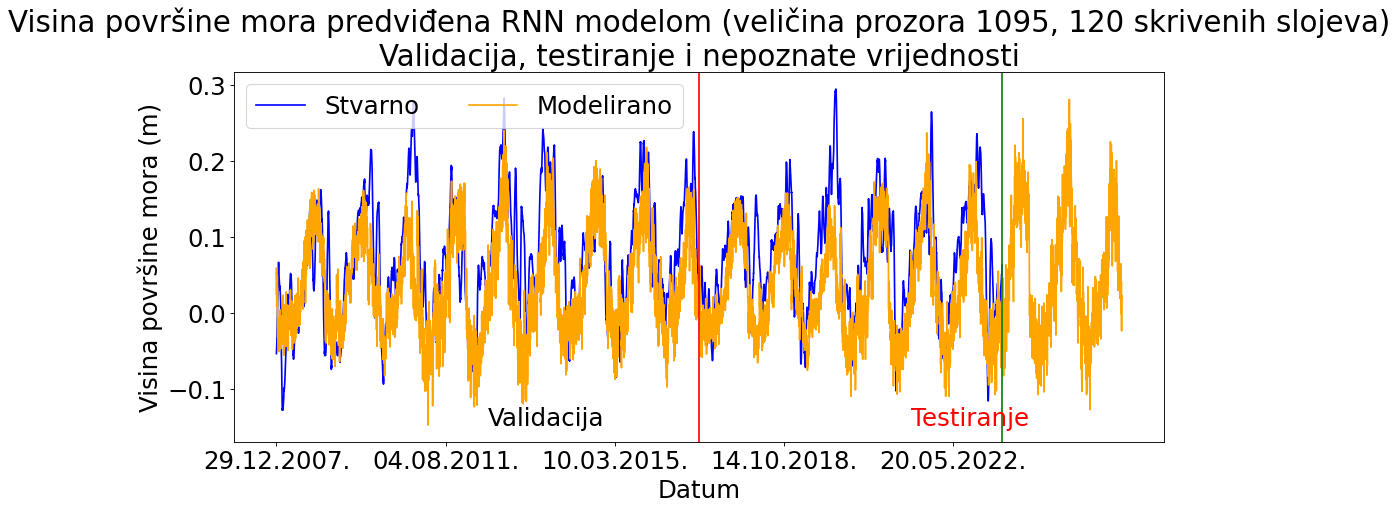 Visina površine mora predviđena RNN modelom (veličina prozora 1095, 120 skrivenih slojeva)
Validacija, testiranje i nepoznate vrijednosti
Stvarno Modelirano
Visina površine mora (m)
0.3
0.2
0.1
0.0
−0.1
Validacija Testiranje
29.12.2007. 04.08.2011. 10.03.2015. 14.10.2018. 20.05.2022.
Datum